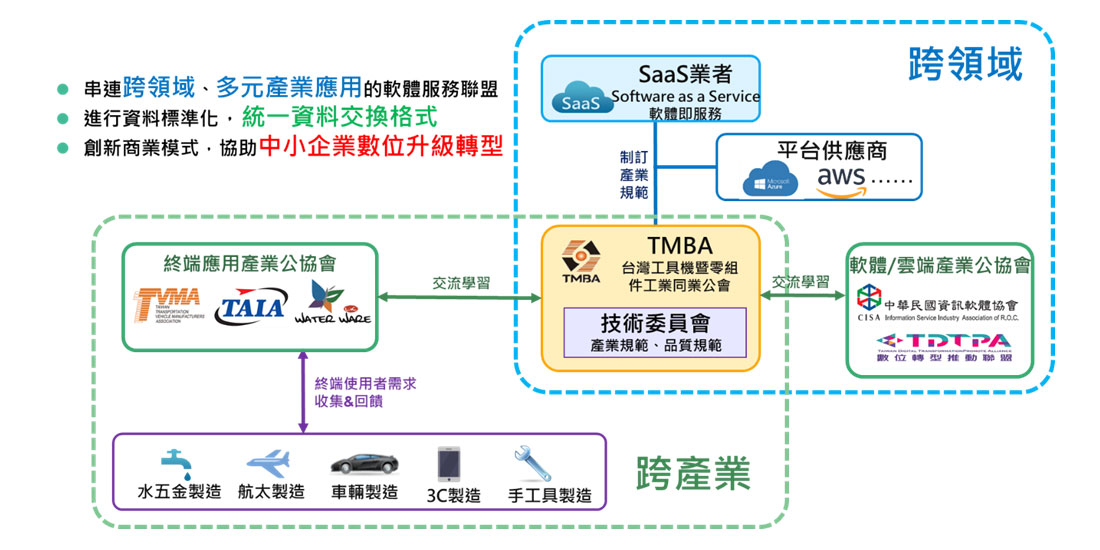 跨領域
串連跨領域、多元產業應用的軟體服務聯盟
進行資料標準化，統一資料交換格式
創新商業模式，協助中小企業數位升級轉型
SaaS
SaaS業者
Software as a Service
軟體即服務
制訂
產業
規範
平台供應商
Microsoft
Azure
aws
......
終端應用產業公協會
TVMA
TAIWAN
TRANSPORTATION
VEHICLE MANUFACTURERS
ASSOCIATION
TAIA
WATER WARE
交流學習
TMBA
TMBA
台灣工具機暨零組
件工業同業公會
技術委員會
產業規範、品質規範
交流學習
軟體/雲端產業公協會
中華民國資訊軟體協會
CISA Information Service Industry Association of R.O.C.
TDTPA
數位轉型推動聯盟
終端使用者需求
收集&回饋
水五金製造
航太製造
車輛製造
3C製造
手工具製造
跨產業